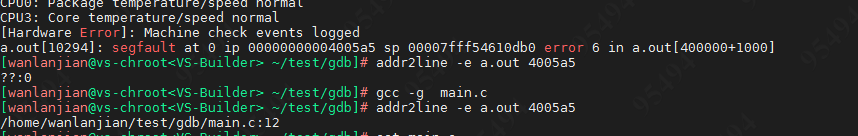 CPU0: Package temperature/speed normal
CPU3: Core temperature/speed normal
[Hardware Error]: Machine check events logged
a.out[10294]: segfault at 0 ip 00000000004005a5 sp 00007fff54610db0 error 6 in a.out[400000+1000]
[wanlanjian@vs-chroot<VS-Builder> ~/test/gdb]# addr2line -e a.out 4005a5
??:0
[wanlanjian@vs-chroot<VS-Builder> ~/test/gdb]# gcc -g  main.c
[wanlanjian@vs-chroot<VS-Builder> ~/test/gdb]# addr2line -e a.out 4005a5
/home/wanlanjian/test/gdb/main.c:12
[wanlanjian@vs-chroot<VS-Builder> ~/test/gdb]#